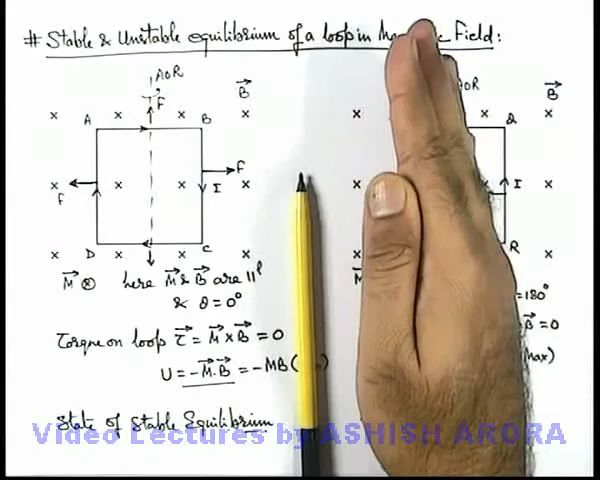 # Stable & Unstable equilibrium of a loop in Field:
AOR
F
B
AOR
B
x x x x x x x
A B Q
F
x x x x x x x
F I I
D C R
x x x x x x
M ⊗ here M & B are ||l
& θ = 0°
= 180°
Torque on loop τ = M × B = 0
B = 0
U = -M.B = -MB(
Max)
State of Stable Equilibrium
Video Lectures by ASHISH ARORA